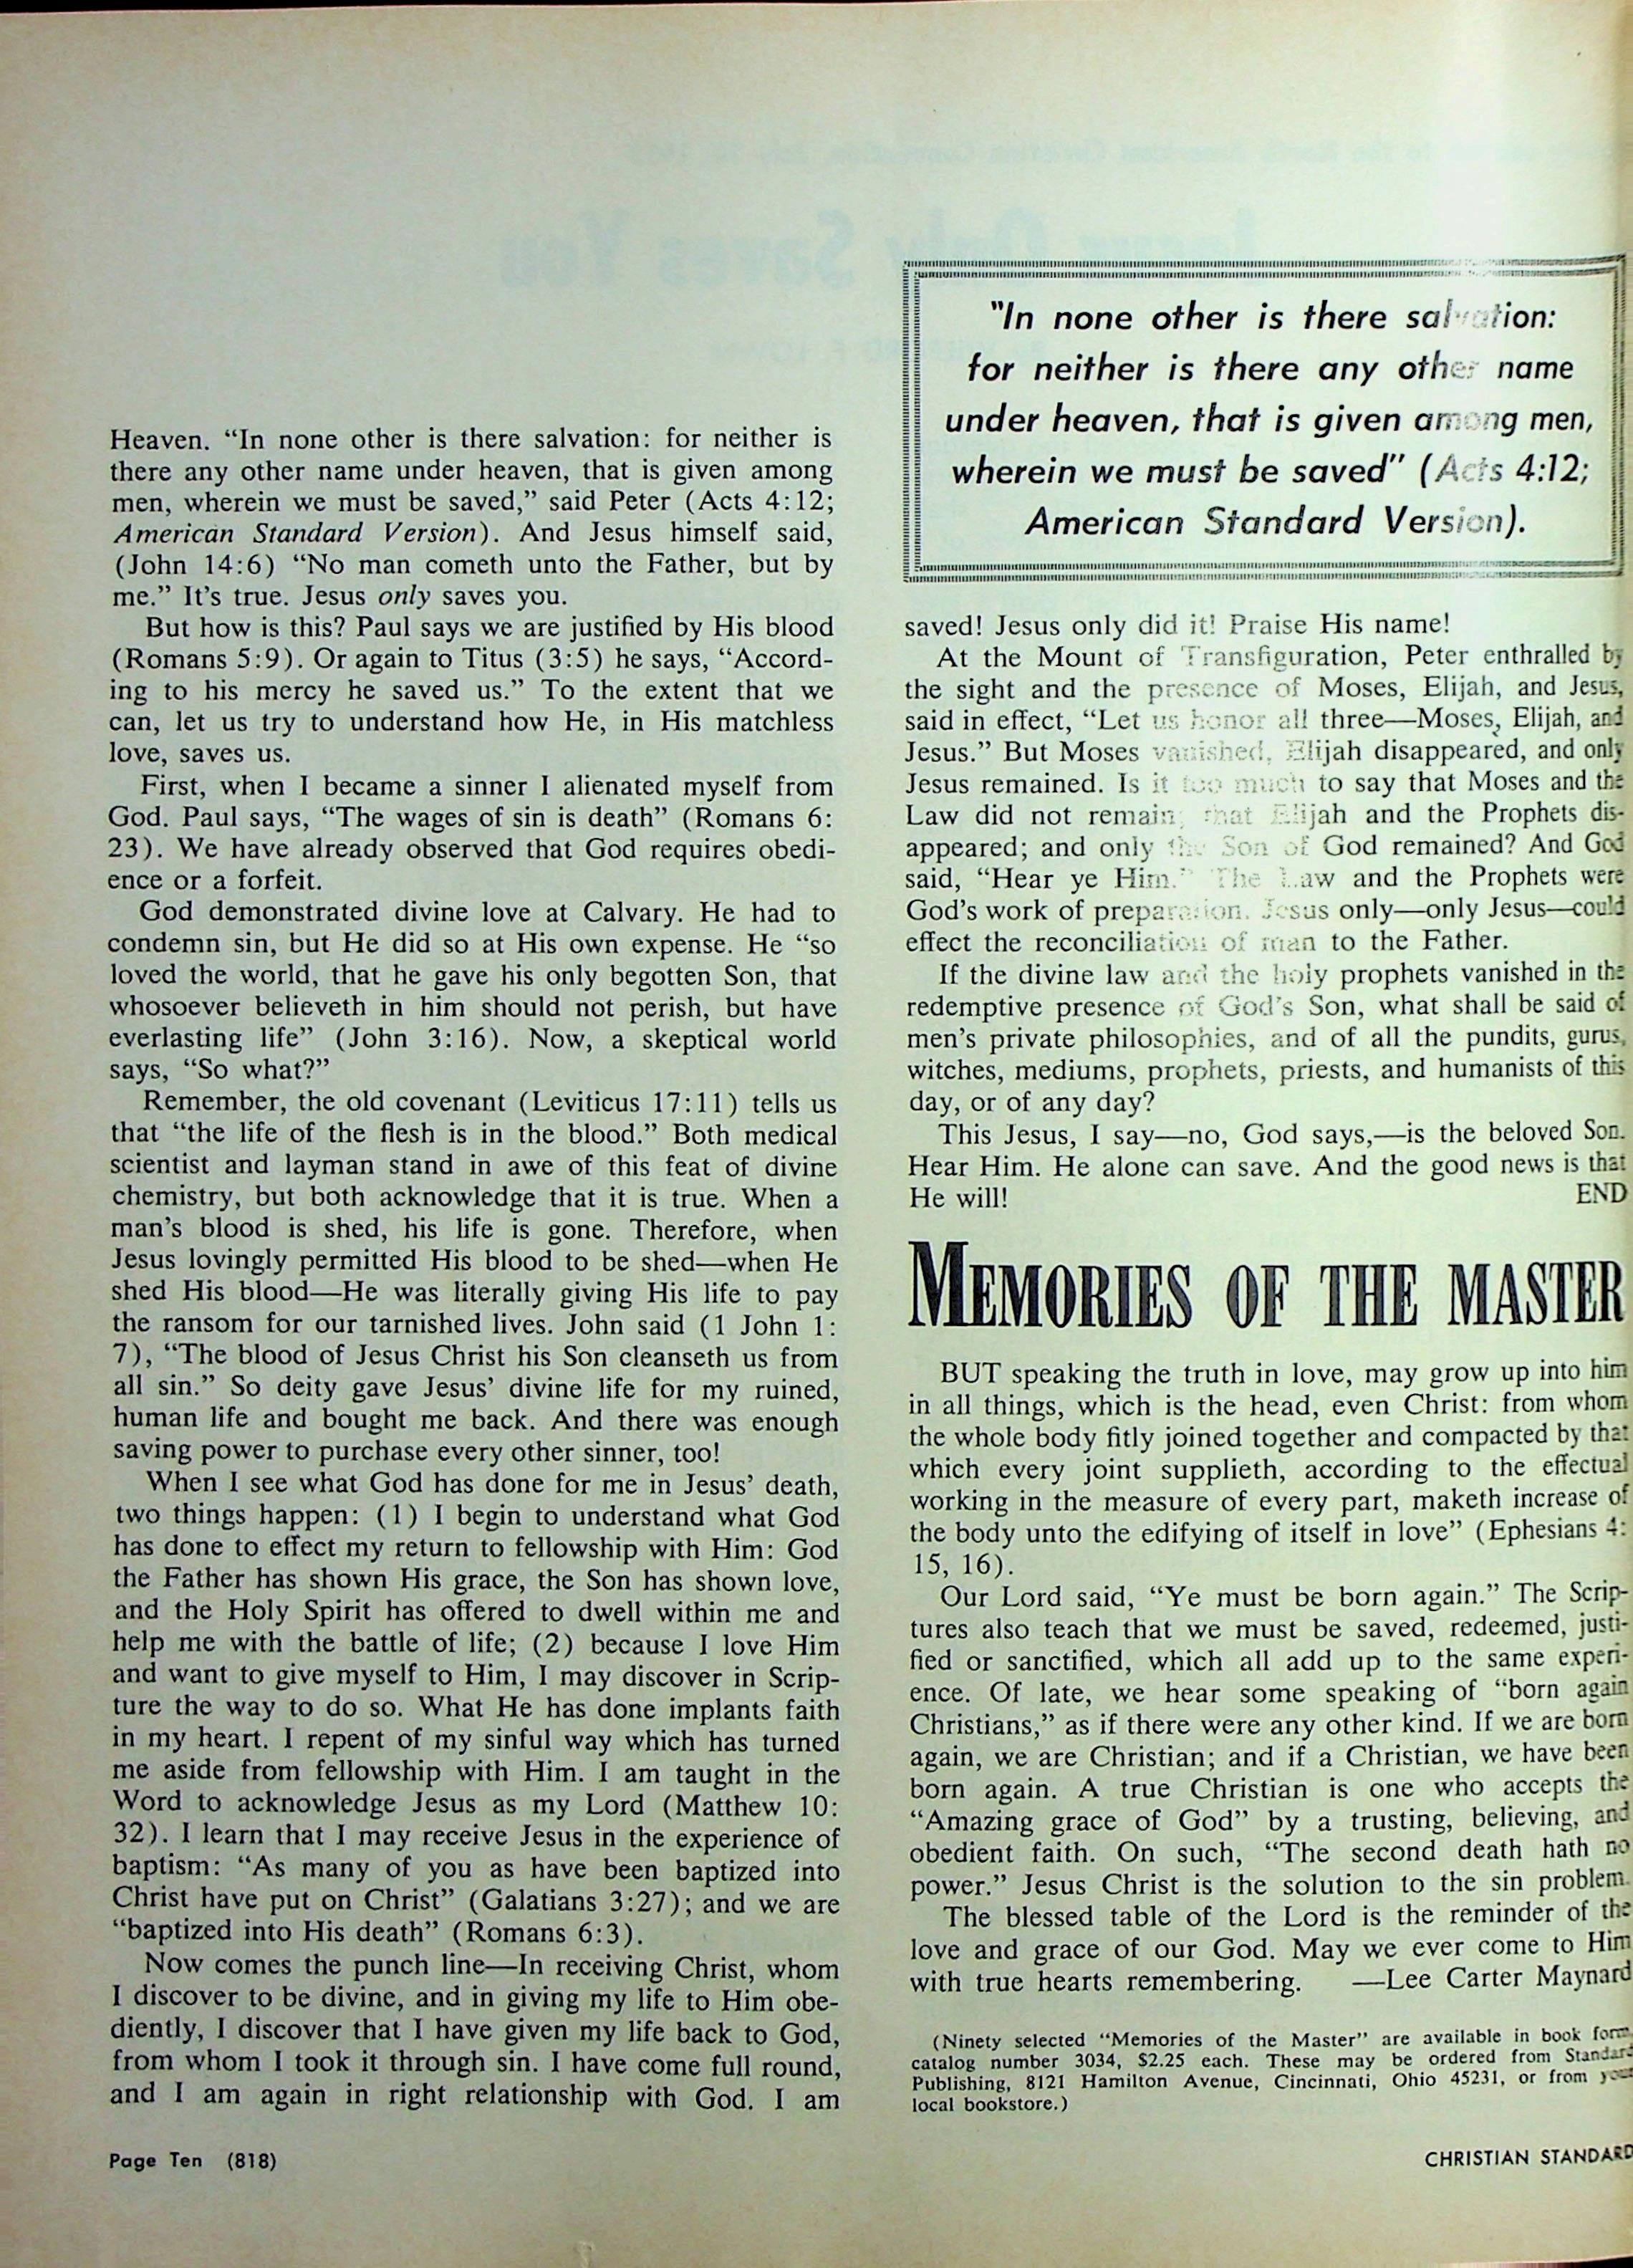 Heaven. “In none other is there salvation: for neither is
there any other name under heaven, that is given among
men, wherein we must be saved,” said Peter (Acts 4:12;
American Standard Version). And Jesus himself said,
(John 14:6) “No man cometh unto the Father, but by
me.” It’s true. Jesus only saves you.
But how is this? Paul says we are justified by His blood
(Romans 5:9). Or again to Titus (3:5) he says, “Accord-
ing to his mercy he saved us.” To the extent that we
can, let us try to understand how He, in His matchless
love, saves us.
First, when I became a sinner I alienated myself from
God. Paul says, “The wages of sin is death” (Romans 6:
23). We have already observed that God requires obedi-
ence or a forfeit.
God demonstrated divine love at Calvary. He had to
condemn sin, but He did so at His own expense. He “so
loved the world, that he gave his only begotten Son, that
whosoever believeth in him should not perish, but have
everlasting life” (John 3:16). Now, a skeptical world
says, “So what?”
Remember, the old covenant (Leviticus 17:11) tells us
that “the life of the flesh is in the blood.” Both medical
scientist and layman stand in awe of this feat of divine
chemistry, but both acknowledge that it is true. When a
man’s blood is shed, his life is gone. Therefore, when
Jesus lovingly permitted His blood to be shed—when He
shed His blood—He was literally giving His life to pay
the ransom for our tarnished lives. John said (1 John 1:
7), “The blood of Jesus Christ his Son cleanseth us from
all sin.” So deity gave Jesus’ divine life for my ruined,
human life and bought me back. And there was enough
saving power to purchase every other sinner, too!
When I see what God has done for me in Jesus’ death,
two things happen: (1) I begin to understand what God
has done to effect my return to fellowship with Him: God
the Father has shown His grace, the Son has shown love,
and the Holy Spirit has offered to dwell within me and
help me with the battle of life; (2) because I love Him
and want to give myself to Him, I may discover in Scrip-
ture the way to do so. What He has done implants faith
in my heart. I repent of my sinful way which has turned
me aside from fellowship with Him. I am taught in the
Word to acknowledge Jesus as my Lord (Matthew 10:
32). I learn that I may receive Jesus in the experience of
baptism: “As many of you as have been baptized into
Christ have put on Christ” (Galatians 3:27); and we are
“baptized into His death” (Romans 6:3).
Now comes the punch line—In receiving Christ, whom
I discover to be divine, and in giving my life to Him obe-
diently, I discover that I have given my life back to God,
from whom I took it through sin. I have come full round,
and I am again in right relationship with God. I am
"In none other is there salvation:
for neither is there any other name
under heaven, that is given among men,
wherein we must be saved" (Acts 4:12;
American Standard Version).
saved! Jesus only did it! Praise His name!
At the Mount of Transfiguration, Peter enthralled by
the sight and the presence of Moses, Elijah, and Jesus,
said in effect, “Let us honor all three—Moses, Elijah, and
Jesus.” But Moses vanished, Elijah disappeared, and only
Jesus remained. Is it too much to say that Moses and the
Law did not remain; that Elijah and the Prophets dis-
appeared; and only the Son of God remained? And God
said, “Hear ye Him.” The Law and the Prophets were
God’s work of preparation. Jesus only—only Jesus—could
effect the reconciliation of man to the Father.
If the divine law and the holy prophets vanished in the
redemptive presence of God’s Son, what shall be said of
men’s private philosophies, and of all the pundits, gurus,
witches, mediums, prophets, priests, and humanists of this
day, or of any day?
This Jesus, I say—no, God says,—is the beloved Son.
Hear Him. He alone can save. And the good news is that
He will! END
MEMORIES OF THE MASTER
BUT speaking the truth in love, may grow up into him
in all things, which is the head, even Christ: from whom
the whole body fitly joined together and compacted by that
which every joint supplieth, according to the effectual
working in the measure of every part, maketh increase of
the body unto the edifying of itself in love” (Ephesians 4:
15, 16).
Our Lord said, “Ye must be born again.” The Scrip-
tures also teach that we must be saved, redeemed, justi-
fied or sanctified, which all add up to the same experi-
ence. Of late, we hear some speaking of “born again
Christians,” as if there were any other kind. If we are born
again, we are Christian; and if a Christian, we have been
born again. A true Christian is one who accepts the
“Amazing grace of God” by a trusting, believing, and
obedient faith. On such, “The second death hath no
power.” Jesus Christ is the solution to the sin problem.
The blessed table of the Lord is the reminder of the
love and grace of our God. May we ever come to Him
with true hearts remembering. —Lee Carter Maynard
(Ninety selected “Memories of the Master” are available in book form,
catalog number 3034, $2.25 each. These may be ordered from Standard
Publishing, 8121 Hamilton Avenue, Cincinnati, Ohio 45231, or from your
local bookstore.)
Page Ten (818)
CHRISTIAN STANDARD